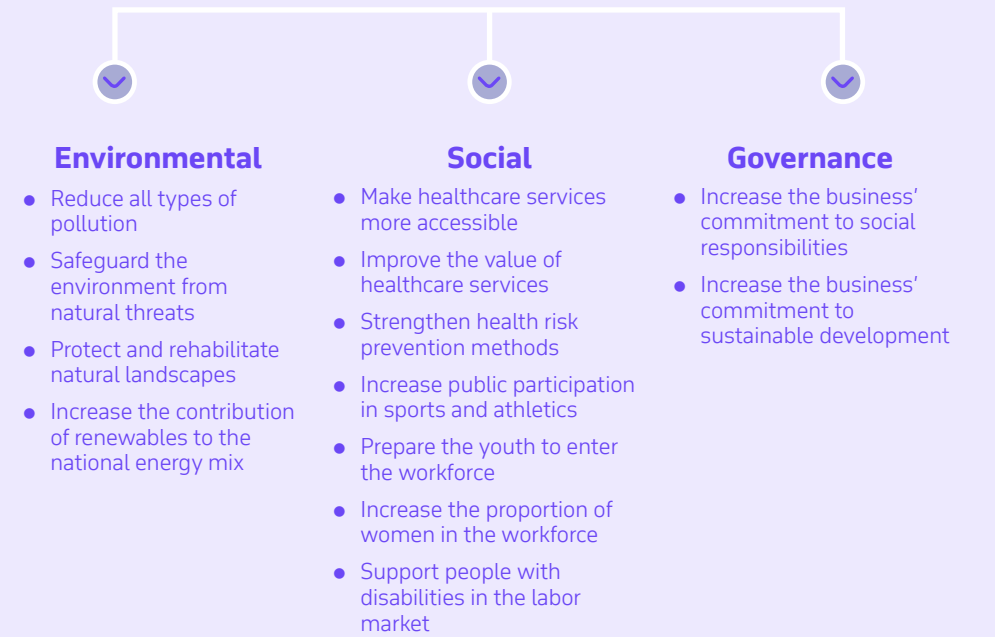 Environmental
Reduce all types of
pollution
Safeguard the
environment from
natural threats
Protect and rehabilitate
natural landscapes
Increase the contribution
of renewables to the
national energy mix
Social
Make healthcare services
more accessible
Improve the value of
healthcare services
Strengthen health risk
prevention methods
Increase public participation
in sports and athletics
Prepare the youth to enter
the workforce
Increase the proportion of
women in the workforce
Support people with
disabilities in the labor
market
Governance
Increase the business’
commitment to social
responsibilities
Increase the business’
commitment to
sustainable development